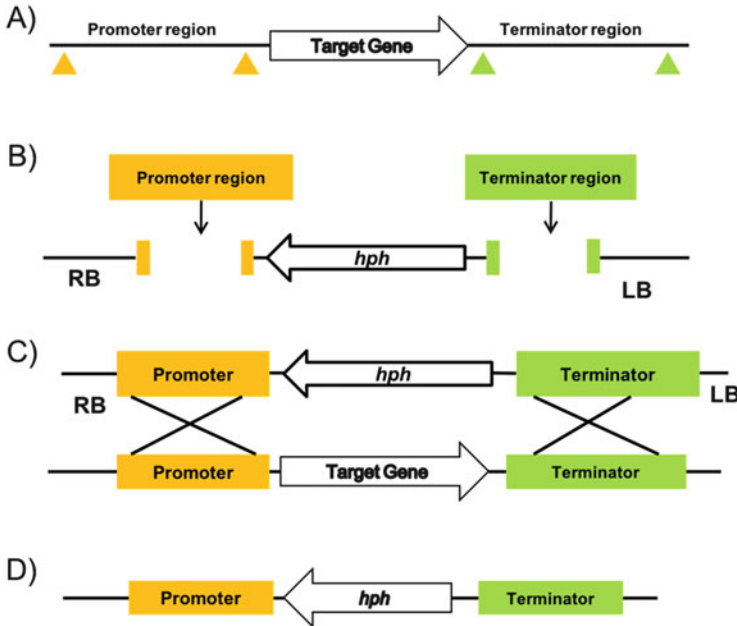 A)
Promoter region Target Gene Terminator region
B)
Promoter region Terminator region
hph
RB LB
C)
Promoter hph Terminator
RB LB
Promoter Target Gene Terminator
D)
Promoter hph Terminator